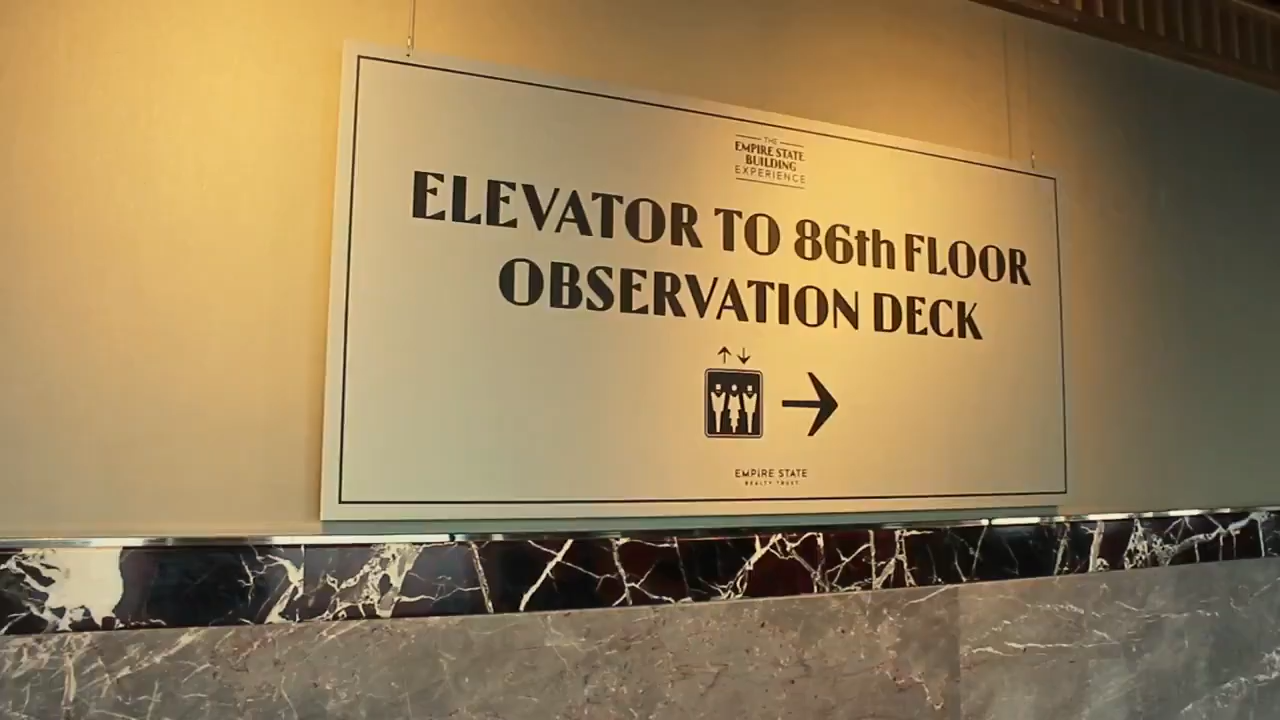 THE
EMPIRE STATE
BUILDING
EXPERIENCE
ELEVATOR TO 86th FLOOR
OBSERVATION DECK
EMPIRE STATE
REALTY TRUST